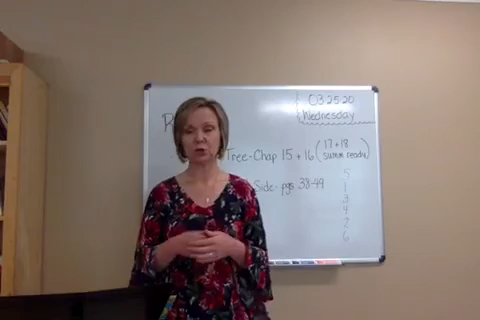 03-25-20
Wednesday
Tree-Chap 15 + 16 (17+18
summ ready)
Side- pgs 38-49
5
1
3
4
2
6